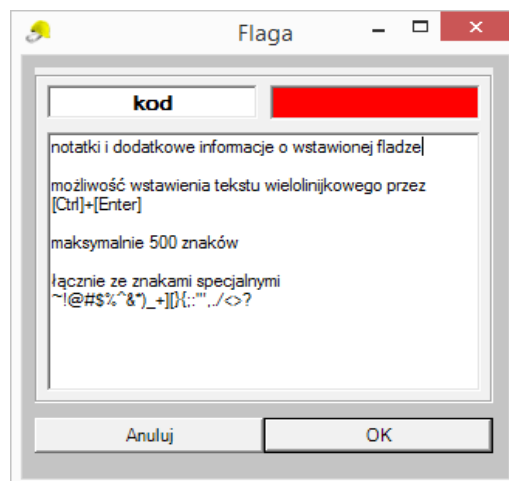 Flaga
kod
notatki i dodatkowe informacje o wstawionej fladze
możliwość wstawienia tekstu wielolinijkowego przez
[Ctrl]+[Enter]
maksymalnie 500 znaków
łącznie ze znakami specjalnymi
~!@#$%^&*)_+][}{;:"',./<>?
Anuluj
OK